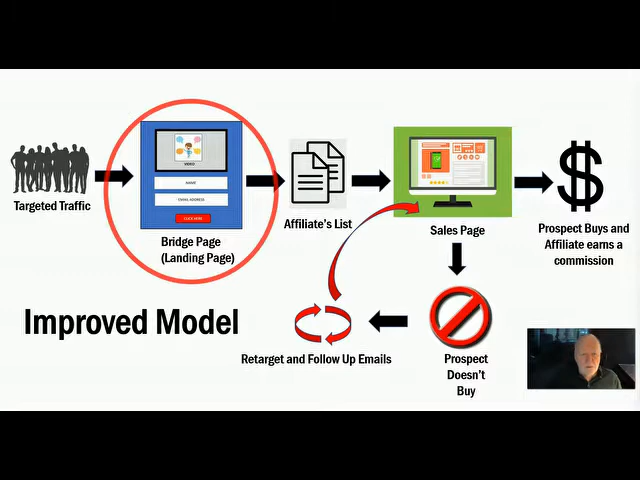 Targeted Traffic
VIDEO
NAME
EMAIL ADDRESS
CLICK HERE
Bridge Page
(Landing Page)
Affiliate's List
Sales Page
$
Prospect Buys and
Affiliate earns a
commission
Improved Model
Retarget and Follow Up Emails
Prospect
Doesn't
Buy